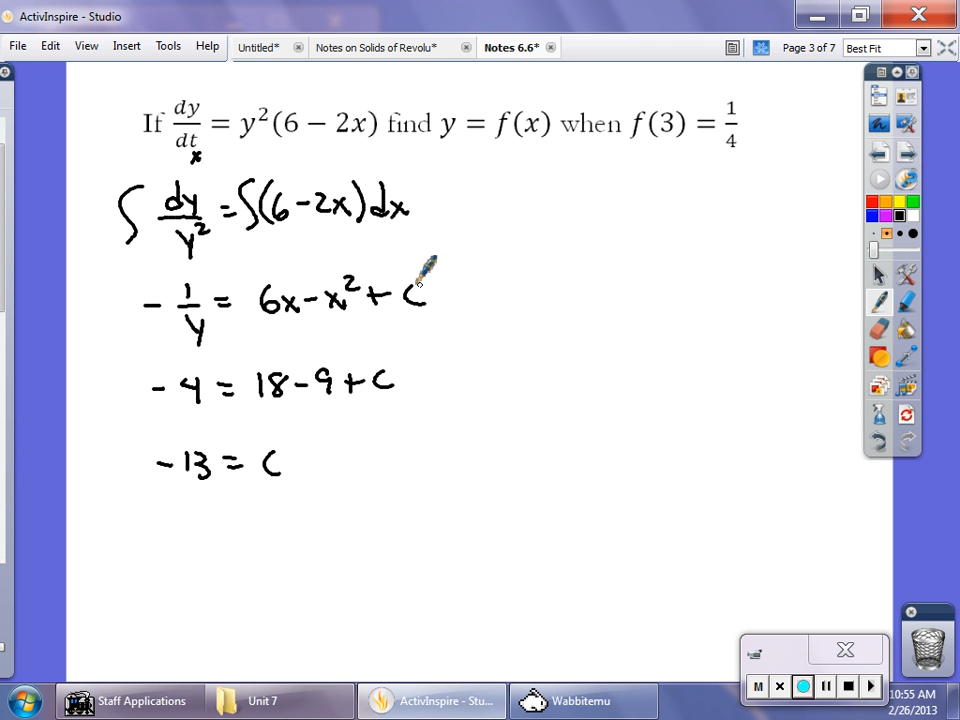 ActivInspire - Studio
File Edit View Insert Tools Help Untitled* Notes on Solids of Revolu* Notes 6.6* Page 3 of 7 Best Fit
If dy/dt = y²(6 − 2x) find y = f(x) when f(3) = 1/4
x
∫ dy/y² = ∫(6 - 2x) dx
- 1/y = 6x - x² + C
- 4 = 18 - 9 + C
- 13 = C
M
Staff Applications Unit 7 ActivInspire - Stu... Wabbitemu
10:55 AM
2/26/2013